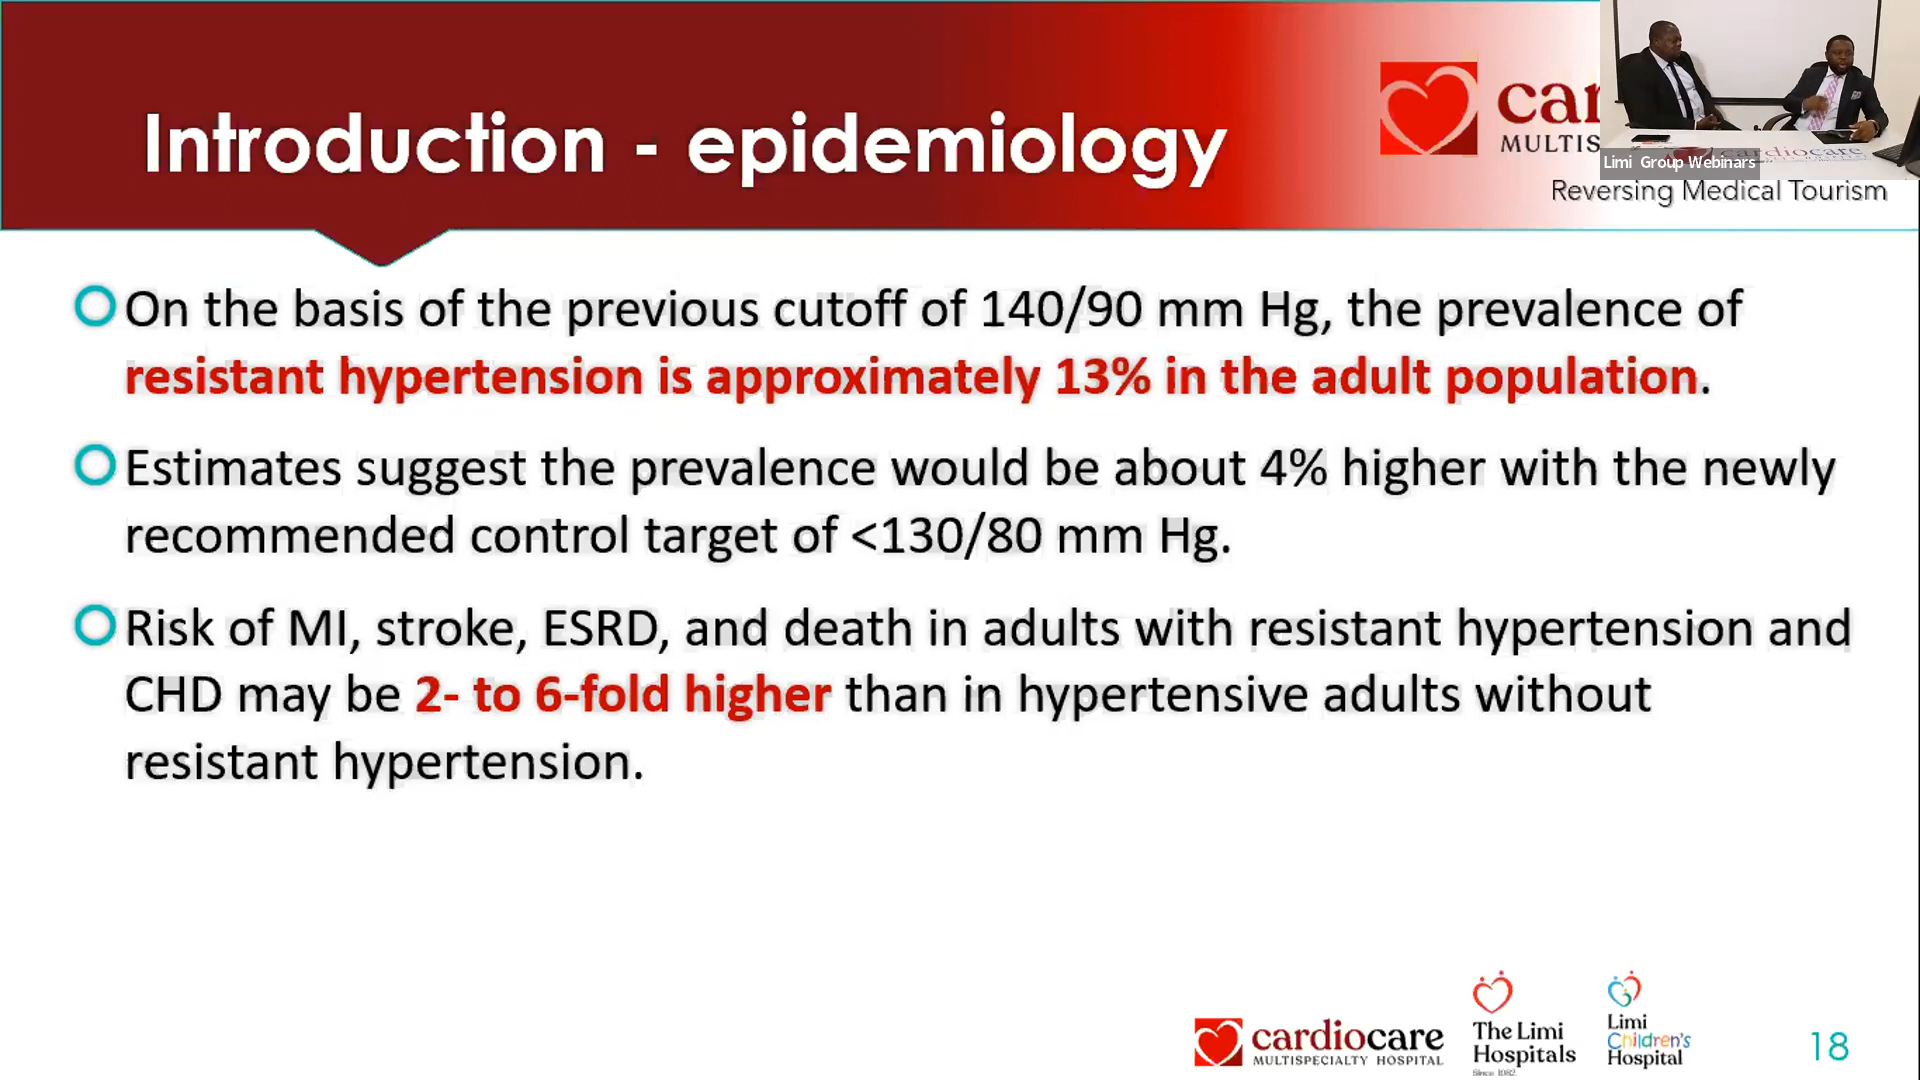 Introduction - epidemiology
MULTIS
Limi Group Webinars
cardiocare
Reversing Medical Tourism
On the basis of the previous cutoff of 140/90 mm Hg, the prevalence of
resistant hypertension is approximately 13% in the adult population.
Estimates suggest the prevalence would be about 4% higher with the newly
recommended control target of <130/80 mm Hg.
Risk of MI, stroke, ESRD, and death in adults with resistant hypertension and
CHD may be 2- to 6-fold higher than in hypertensive adults without
resistant hypertension.
cardiocare
MULTISPECIALTY HOSPITAL
The Limi
Hospitals
Since 1982
Limi
Children's
Hospital
18